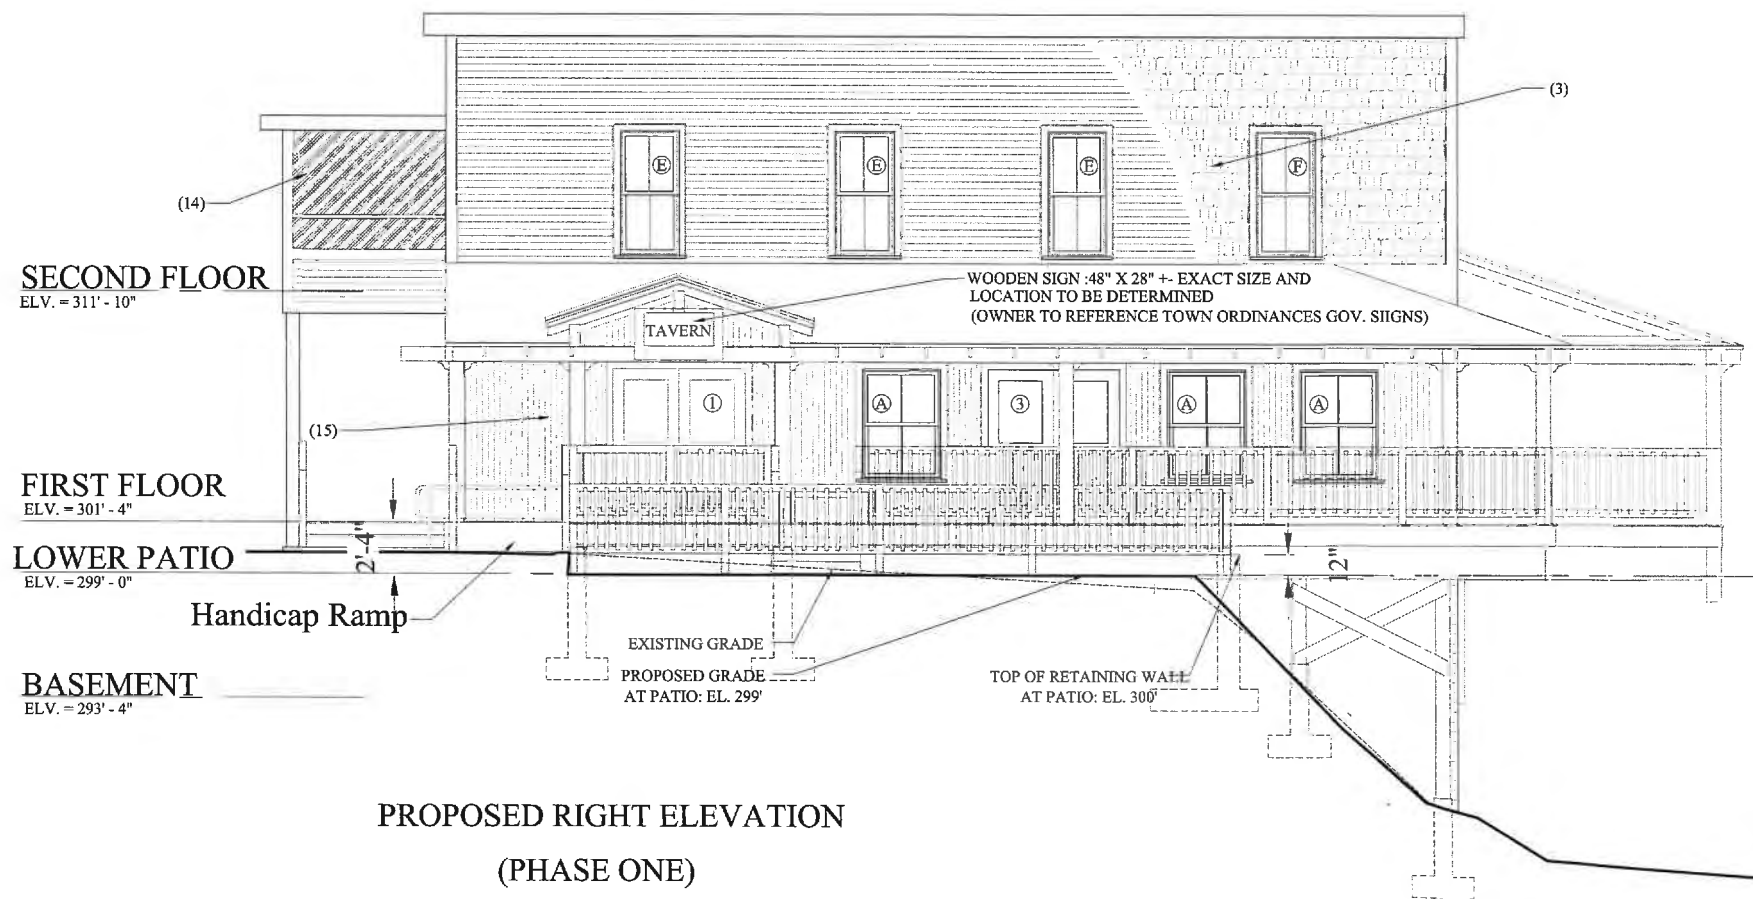 (3)
E
E
E
F
(14)
SECOND FLOOR
ELV. = 311' - 10"
WOODEN SIGN :48" X 28" +- EXACT SIZE AND
LOCATION TO BE DETERMINED
(OWNER TO REFERENCE TOWN ORDINANCES GOV. SIIGNS)
TAVERN
1
A
3
A
A
(15)
FIRST FLOOR
ELV. = 301' - 4"
2'-4"
LOWER PATIO
ELV. = 299' - 0"
12"
Handicap Ramp
EXISTING GRADE
PROPOSED GRADE
AT PATIO: EL. 299'
TOP OF RETAINING WALL
AT PATIO: EL. 300'
BASEMENT
ELV. = 293' - 4"
PROPOSED RIGHT ELEVATION
(PHASE ONE)